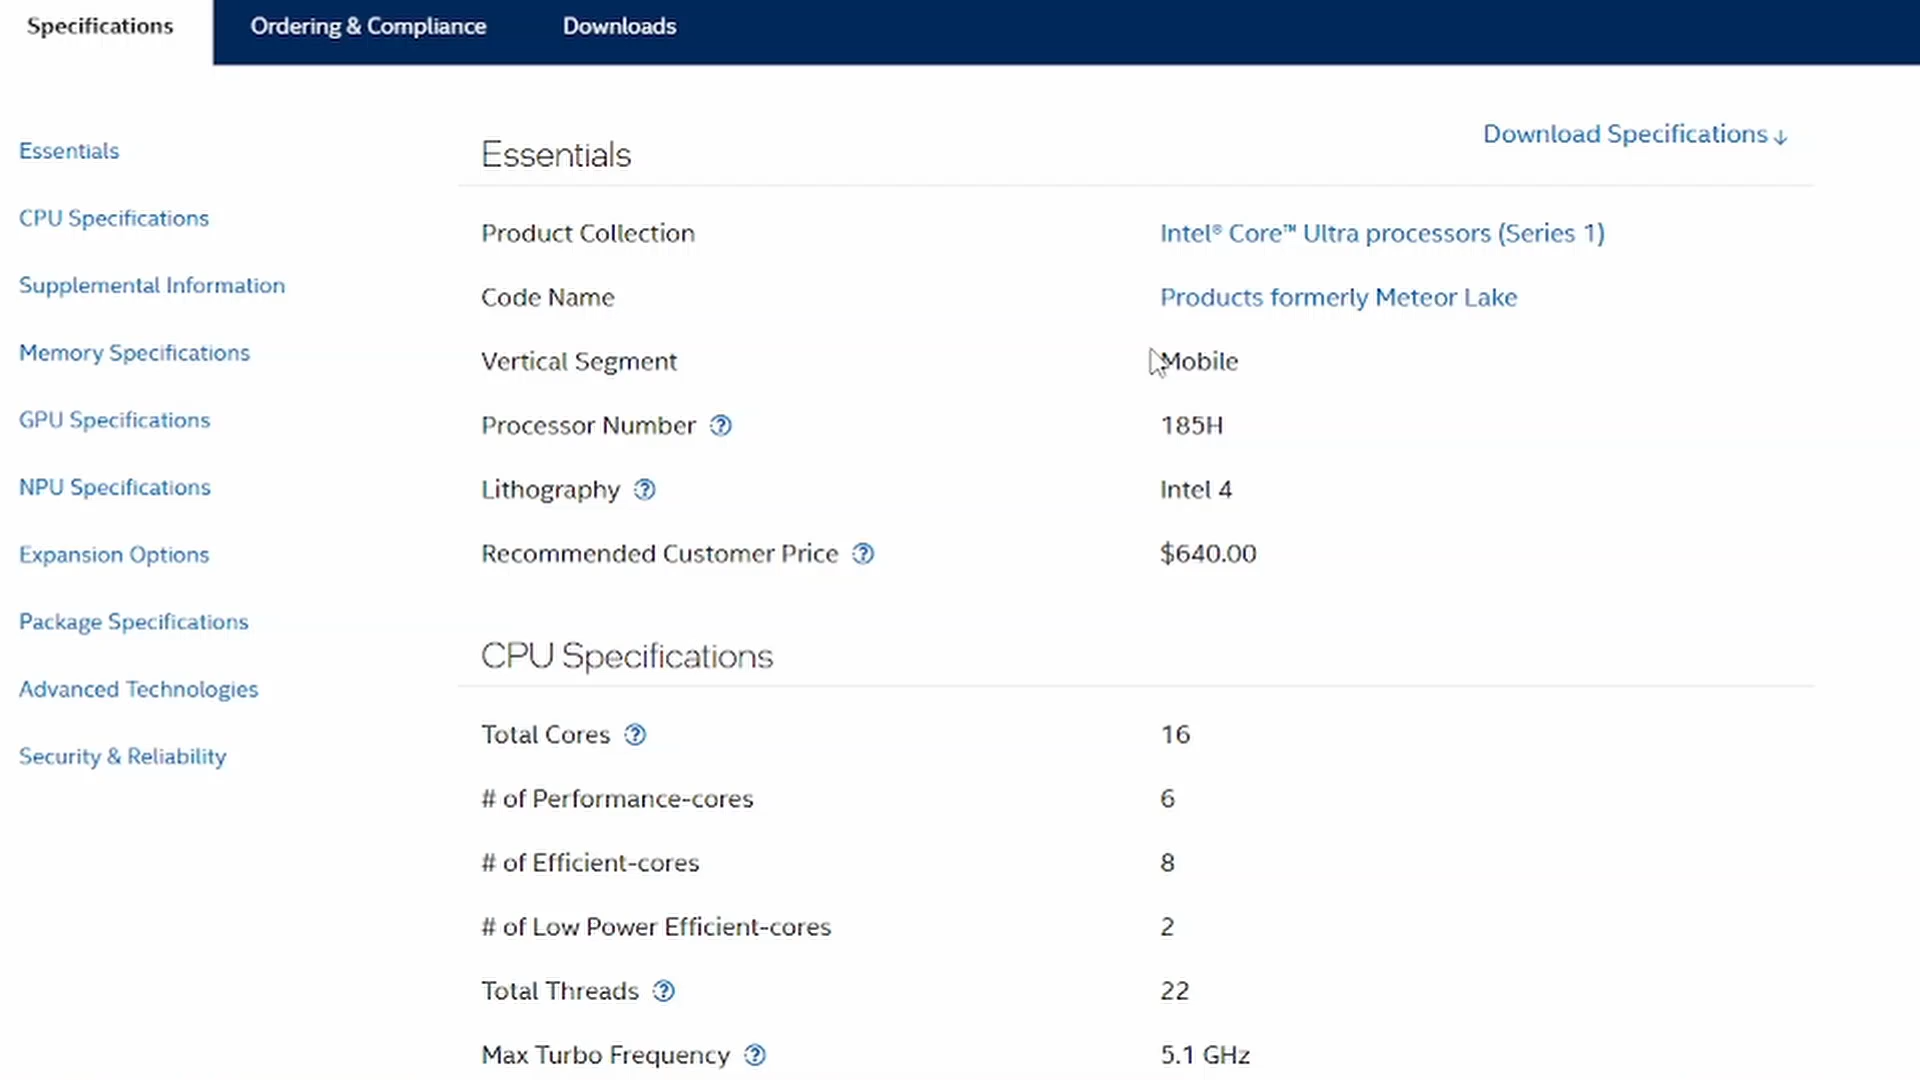 Specifications
Ordering & Compliance
Downloads
Essentials
CPU Specifications
Supplemental Information
Memory Specifications
GPU Specifications
NPU Specifications
Expansion Options
Package Specifications
Advanced Technologies
Security & Reliability
Download Specifications↓
Essentials
Product Collection Intel® Core™ Ultra processors (Series 1)
Code Name Products formerly Meteor Lake
Vertical Segment Mobile
Processor Number ? 185H
Lithography ? Intel 4
Recommended Customer Price ? $640.00
CPU Specifications
Total Cores ? 16
# of Performance-cores 6
# of Efficient-cores 8
# of Low Power Efficient-cores 2
Total Threads ? 22
Max Turbo Frequency ? 5.1 GHz